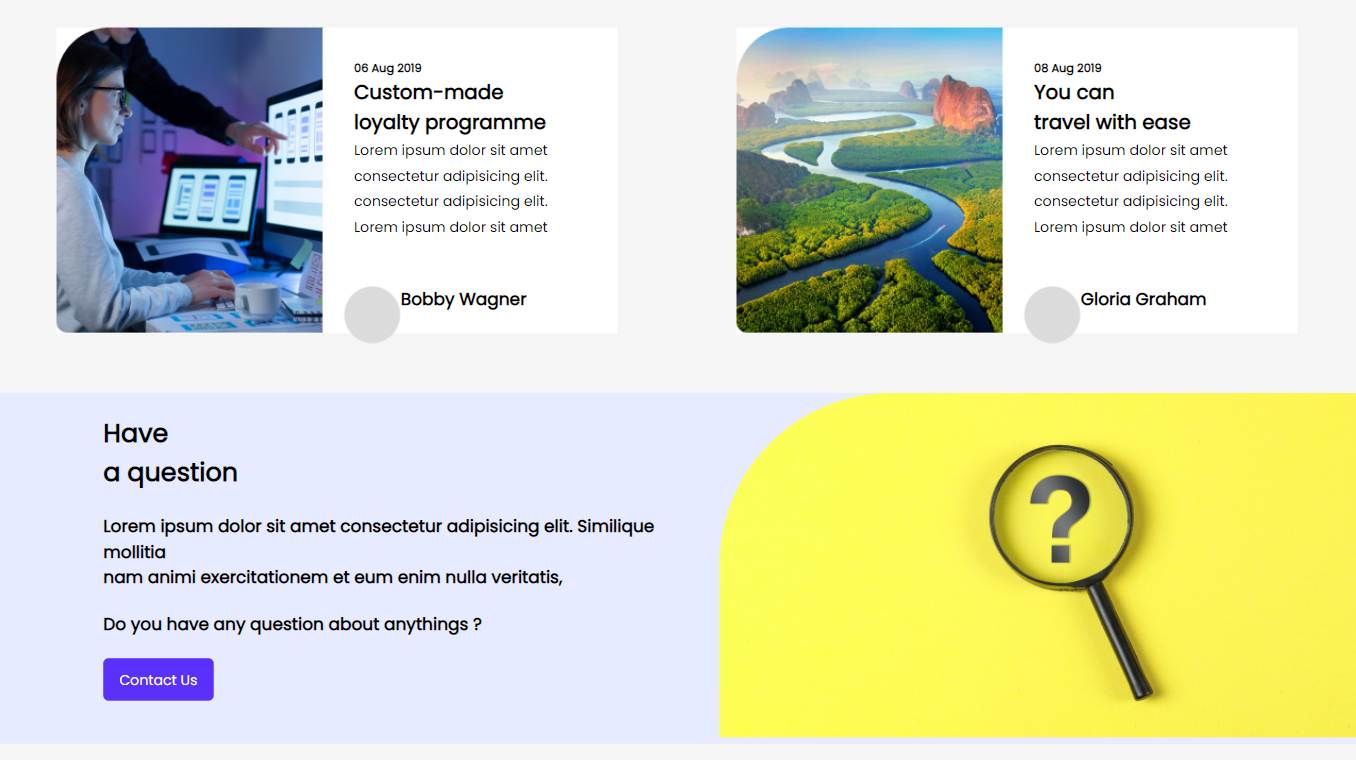 06 Aug 2019
Custom-made
loyalty programme
Lorem ipsum dolor sit amet
consectetur adipisicing elit.
consectetur adipisicing elit.
Lorem ipsum dolor sit amet
Bobby Wagner
08 Aug 2019
You can
travel with ease
Lorem ipsum dolor sit amet
consectetur adipisicing elit.
consectetur adipisicing elit.
Lorem ipsum dolor sit amet
Gloria Graham
Have
a question
Lorem ipsum dolor sit amet consectetur adipisicing elit. Similique
mollitia
nam animi exercitationem et eum enim nulla veritatis,
Do you have any question about anythings ?
Contact Us
?